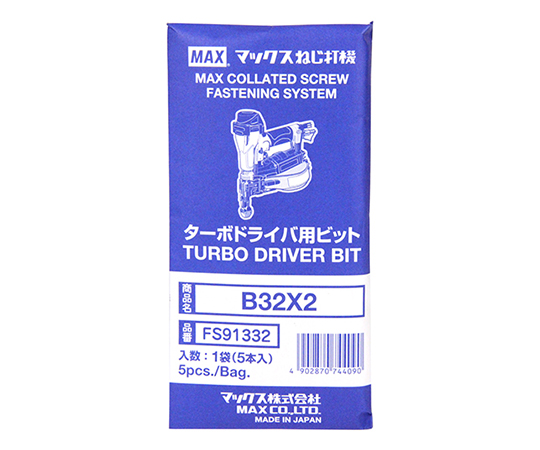 MAX® マックスねじ打機
MAX COLLATED SCREW
FASTENING SYSTEM
ターボドライバ用ビット
TURBO DRIVER BIT
商品名 B32X2
品番 FS91332
入数：1袋(5本入)
5pcs./Bag.
4 902870 744090
マックス株式会社
MAX CO.,LTD.
MADE IN JAPAN